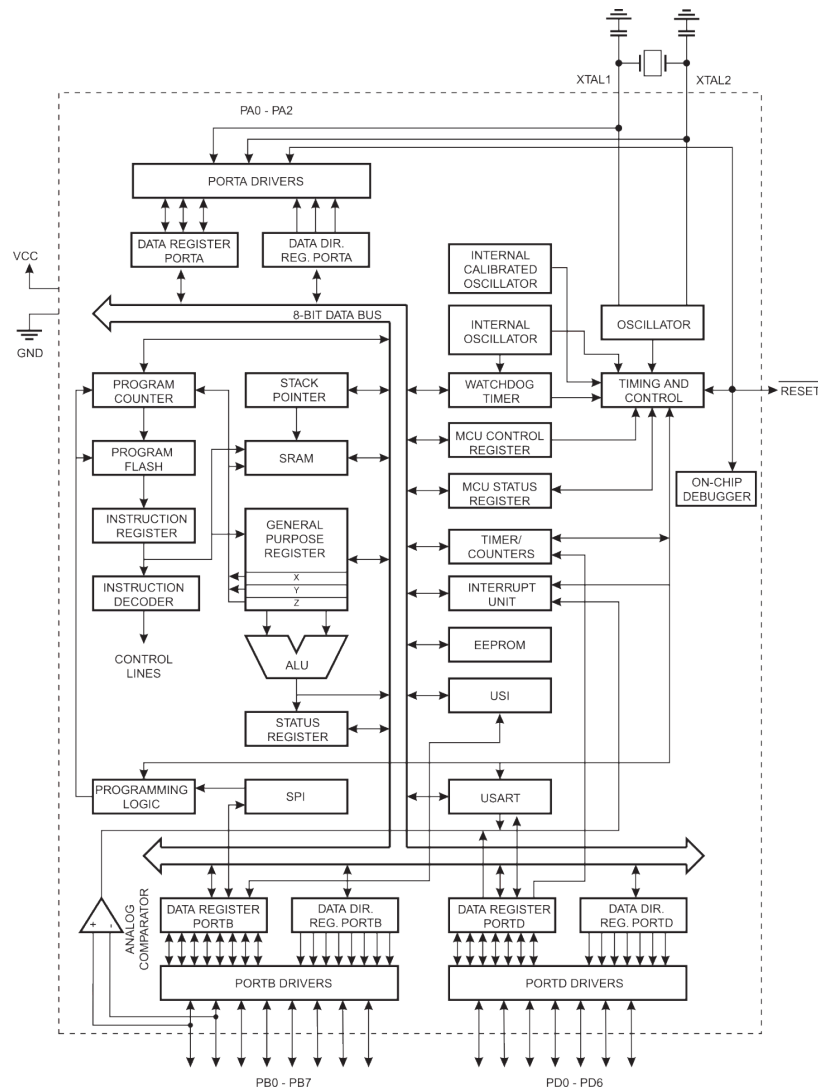 XTAL1
XTAL2
PA0 - PA2
PORTA DRIVERS
DATA REGISTER
PORTA
DATA DIR.
REG. PORTA
VCC
GND
8-BIT DATA BUS
INTERNAL
CALIBRATED
OSCILLATOR
INTERNAL
OSCILLATOR
OSCILLATOR
PROGRAM
COUNTER
STACK
POINTER
WATCHDOG
TIMER
TIMING AND
CONTROL
RESET
PROGRAM
FLASH
SRAM
MCU CONTROL
REGISTER
MCU STATUS
REGISTER
ON-CHIP
DEBUGGER
INSTRUCTION
REGISTER
GENERAL
PURPOSE
REGISTER
X
Y
Z
TIMER/
COUNTERS
INSTRUCTION
DECODER
INTERRUPT
UNIT
CONTROL
LINES
ALU
EEPROM
USI
STATUS
REGISTER
PROGRAMMING
LOGIC
SPI
USART
+
-
ANALOG
COMPARATOR
DATA REGISTER
PORTB
DATA DIR.
REG. PORTB
DATA REGISTER
PORTD
DATA DIR.
REG. PORTD
PORTB DRIVERS
PORTD DRIVERS
PB0 - PB7
PD0 - PD6